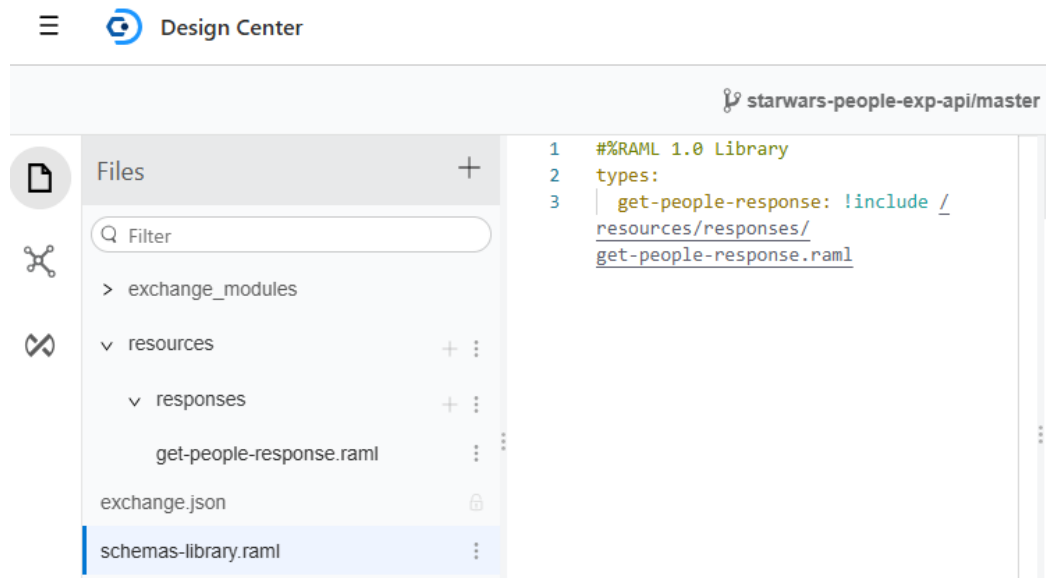 Design Center
starwars-people-exp-api/master
Files
Filter
exchange_modules
resources
responses
get-people-response.raml
exchange.json
schemas-library.raml
1 #%RAML 1.0 Library
2 types:
3 get-people-response: !include /
resources/responses/
get-people-response.raml